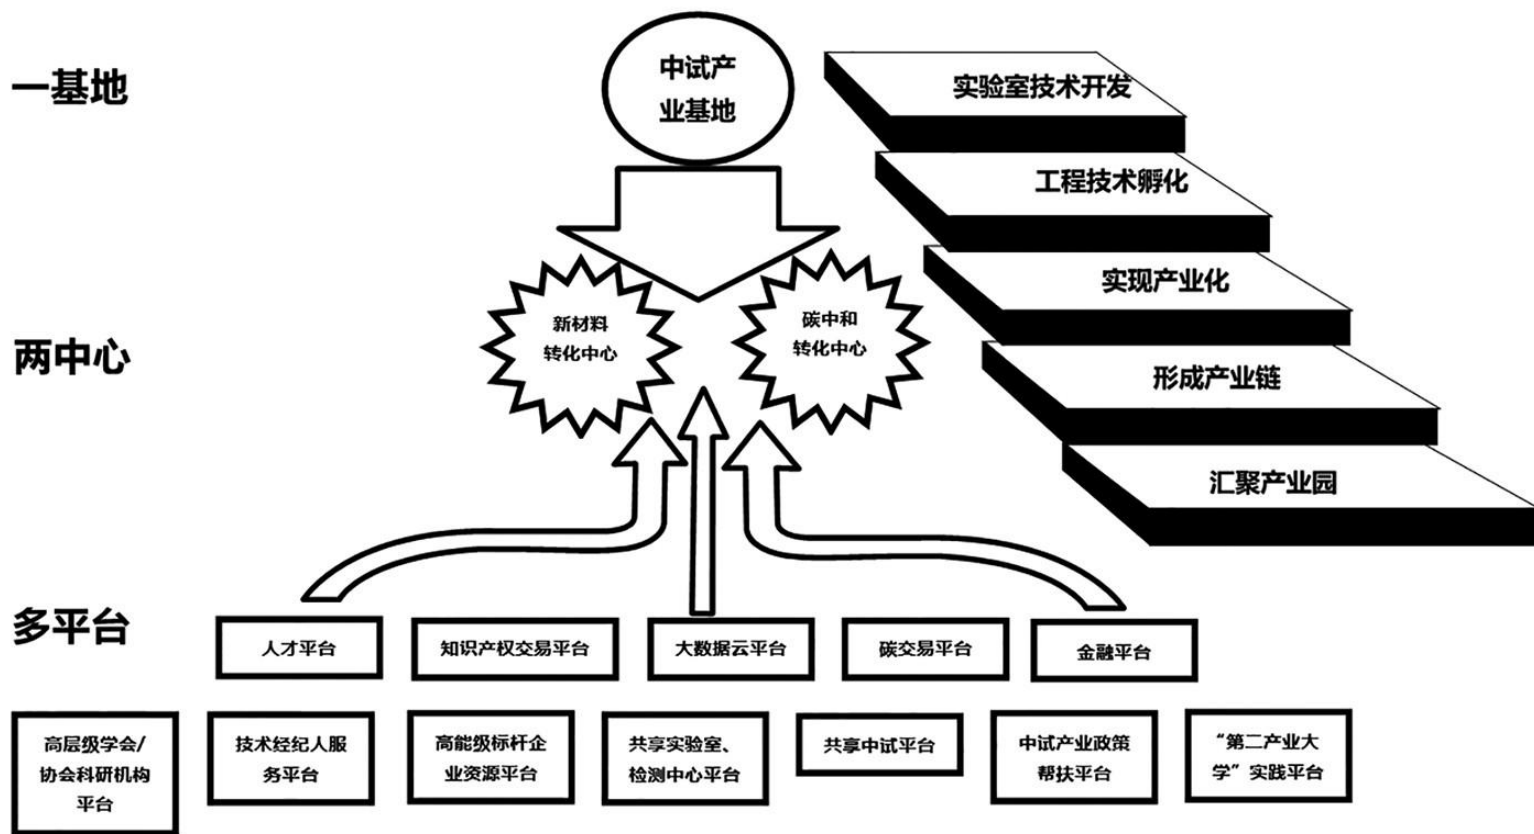 一基地
中试产
业基地
实验室技术开发
工程技术孵化
实现产业化
形成产业链
汇聚产业园
两中心
新材料
转化中心
碳中和
转化中心
多平台
人才平台
知识产权交易平台
大数据云平台
碳交易平台
金融平台
高层级学会/
协会科研机构
平台
技术经纪人服
务平台
高能级标杆企
业资源平台
共享实验室、
检测中心平台
共享中试平台
中试产业政策
帮扶平台
“第二产业大
学”实践平台